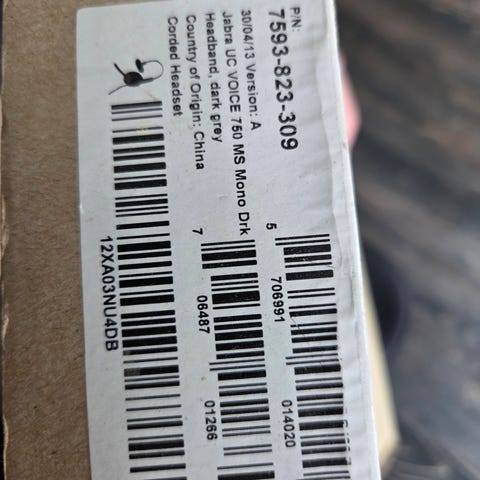 P/N:
7593-823-309
30/04/13 Version: A
Jabra UC VOICE 750 MS Mono Drk
Headband, dark grey
Country of Origin: China
Corded Headset
5 706991 014020
7 06487 01266
12XA03NU4DB